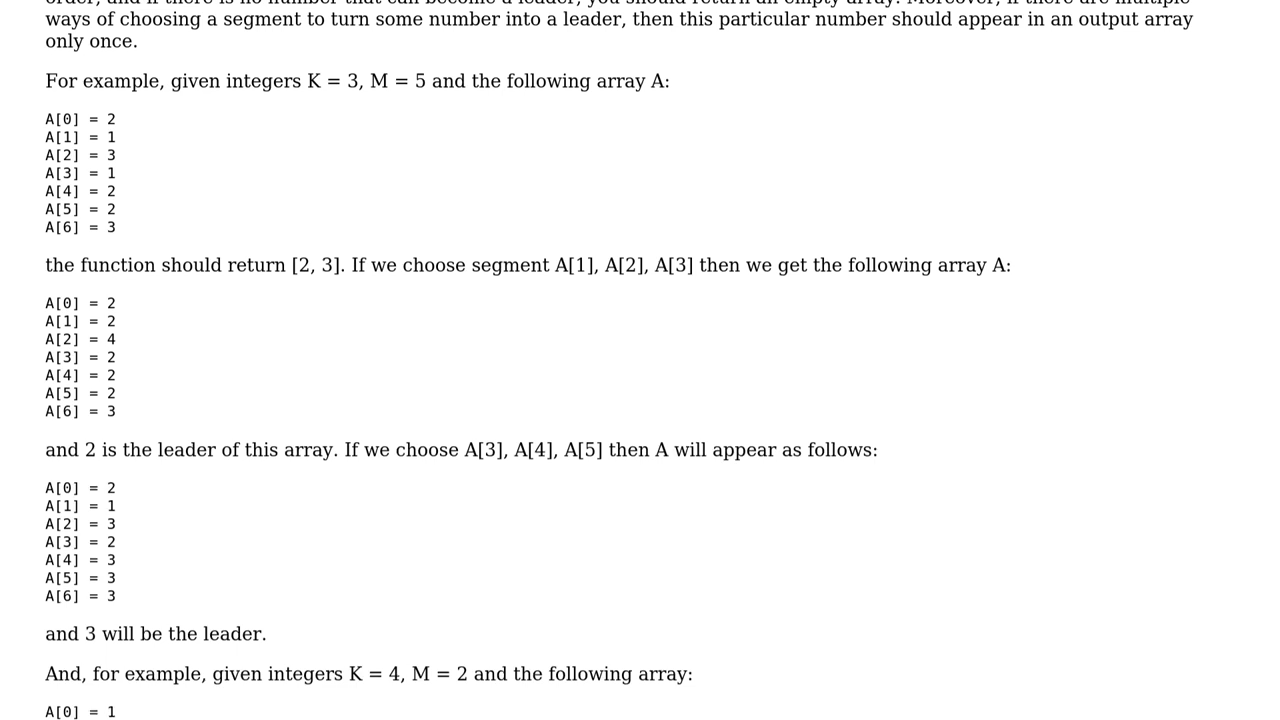 ways of choosing a segment to turn some number into a leader, then this particular number should appear in an output array
only once.
For example, given integers K = 3, M = 5 and the following array A:
A[0] = 2
A[1] = 1
A[2] = 3
A[3] = 1
A[4] = 2
A[5] = 2
A[6] = 3
the function should return [2, 3]. If we choose segment A[1], A[2], A[3] then we get the following array A:
A[0] = 2
A[1] = 2
A[2] = 4
A[3] = 2
A[4] = 2
A[5] = 2
A[6] = 3
and 2 is the leader of this array. If we choose A[3], A[4], A[5] then A will appear as follows:
A[0] = 2
A[1] = 1
A[2] = 3
A[3] = 2
A[4] = 3
A[5] = 3
A[6] = 3
and 3 will be the leader.
And, for example, given integers K = 4, M = 2 and the following array:
A[0] = 1